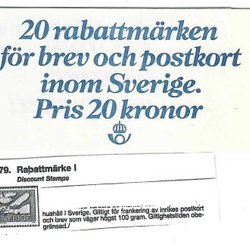 20 rabattmärken
för brev och postkort
inom Sverige.
Pris 20 kronor
79. Rabattmärke I
Discount Stamps
hushåll i Sverige. Giltigt för frankering av inrikes postkort
och brev som väger högst 100 gram. Giltighetstiden obe-
gränsad./
SVERIGE